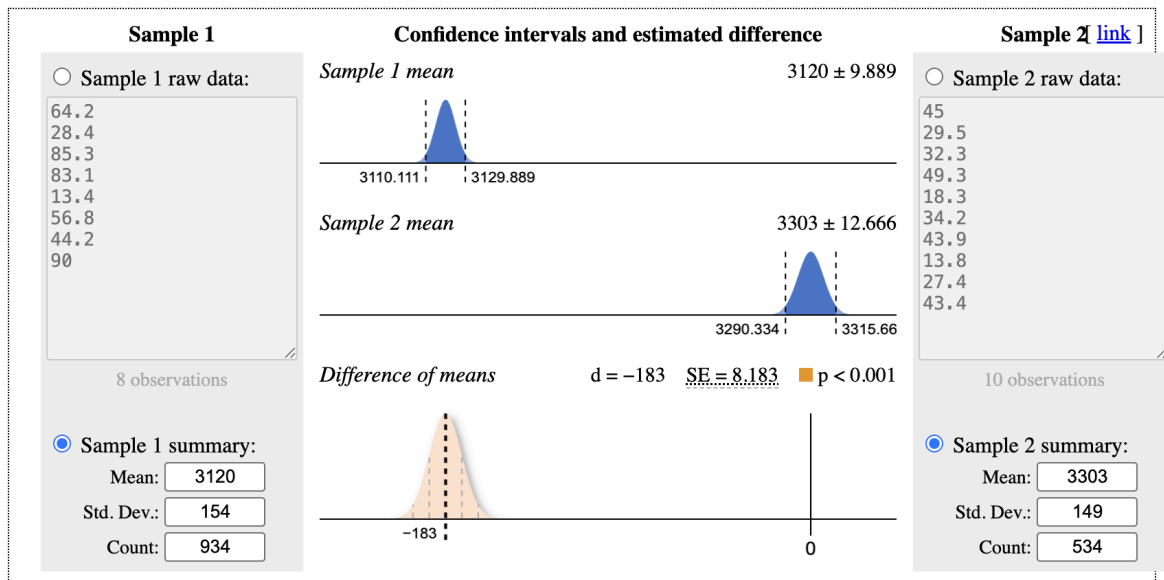 Sample 1
Sample 1 raw data:
64.2
28.4
85.3
83.1
13.4
56.8
44.2
90
8 observations
Sample 1 summary:
Mean: 3120
Std. Dev.: 154
Count: 934
Confidence intervals and estimated difference
Sample 1 mean 3120 ± 9.889
3110.111 3129.889
Sample 2 mean 3303 ± 12.666
3290.334 3315.66
Difference of means d = −183 SE = 8.183 p < 0.001
−183
0
Sample 2 [ link ]
Sample 2 raw data:
45
29.5
32.3
49.3
18.3
34.2
43.9
13.8
27.4
43.4
10 observations
Sample 2 summary:
Mean: 3303
Std. Dev.: 149
Count: 534